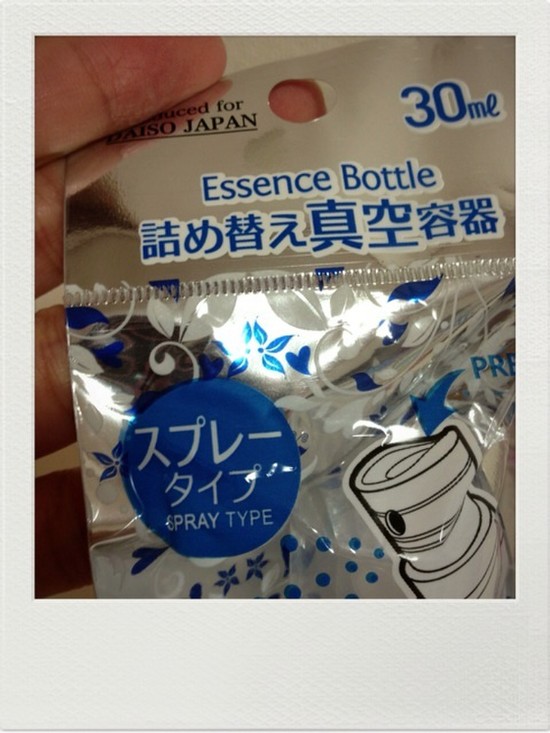 Produced for
DAISO JAPAN
30ml
Essence Bottle
詰め替え真空容器
スプレー
タイプ
SPRAY TYPE